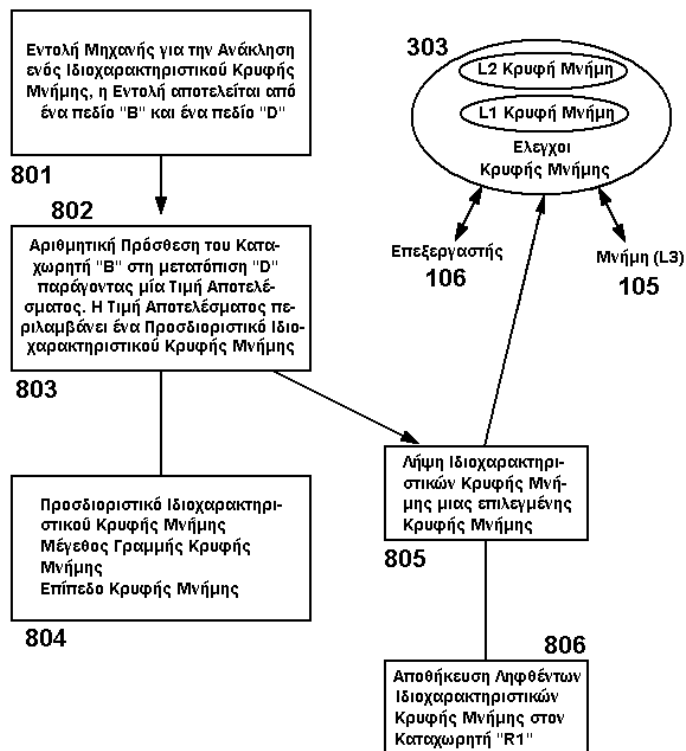 Εντολή Μηχανής για την Ανάκληση
ενός Ιδιοχαρακτηριστικού Κρυφής
Μνήμης, η Εντολή αποτελείται από
ένα πεδίο "B" και ένα πεδίο "D"
801
802
Αριθμητική Πρόσθεση του Κατα-
χωρητή "B" στη μετατόπιση "D"
παράγοντας μία Τιμή Αποτελέ-
σματος. Η Τιμή Αποτελέσματος πε-
ριλαμβάνει ένα Προσδιοριστικό Ιδιο-
χαρακτηριστικού Κρυφής Μνήμης
803
Προσδιοριστικό Ιδιοχαρακτηρι-
στικού Κρυφής Μνήμης
Μέγεθος Γραμμής Κρυφής
Μνήμης
Επίπεδο Κρυφής Μνήμης
804
303
L2 Κρυφή Μνήμη
L1 Κρυφή Μνήμη
Ελεγχοι
Κρυφής Μνήμης
Επεξεργαστής
106
Μνήμη (L3)
105
Λήψη Ιδιοχαρακτηρι-
στικών Κρυφής Μνή-
μης μιας επιλεγμένης
Κρυφής Μνήμης
805
806
Αποθήκευση Ληφθέντων
Ιδιοχαρακτηριστικών
Κρυφής Μνήμης στον
Καταχωρητή "R1"